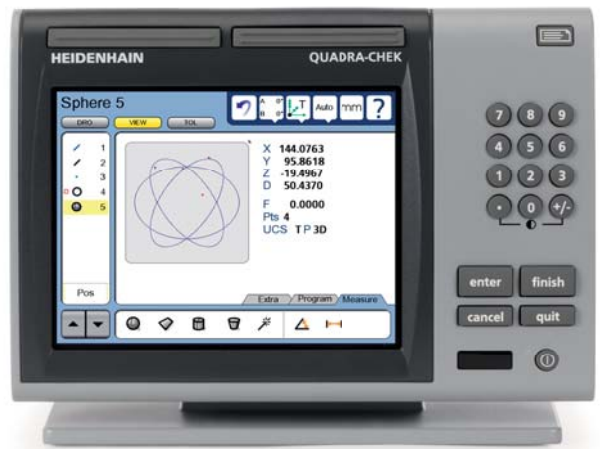 HEIDENHAIN QUADRA-CHEK
Sphere 5
A 0°
B 0°
T
Auto
mm
?
DRO VIEW TOL
1
2
3
4
5
X 144.0763
Y 95.8618
Z -19.4967
D 50.4370
F 0.0000
Pts 4
UCS T P 3D
Pos
Extra Program Measure
7 8 9
4 5 6
1 2 3
. 0 +/-
enter finish
cancel quit